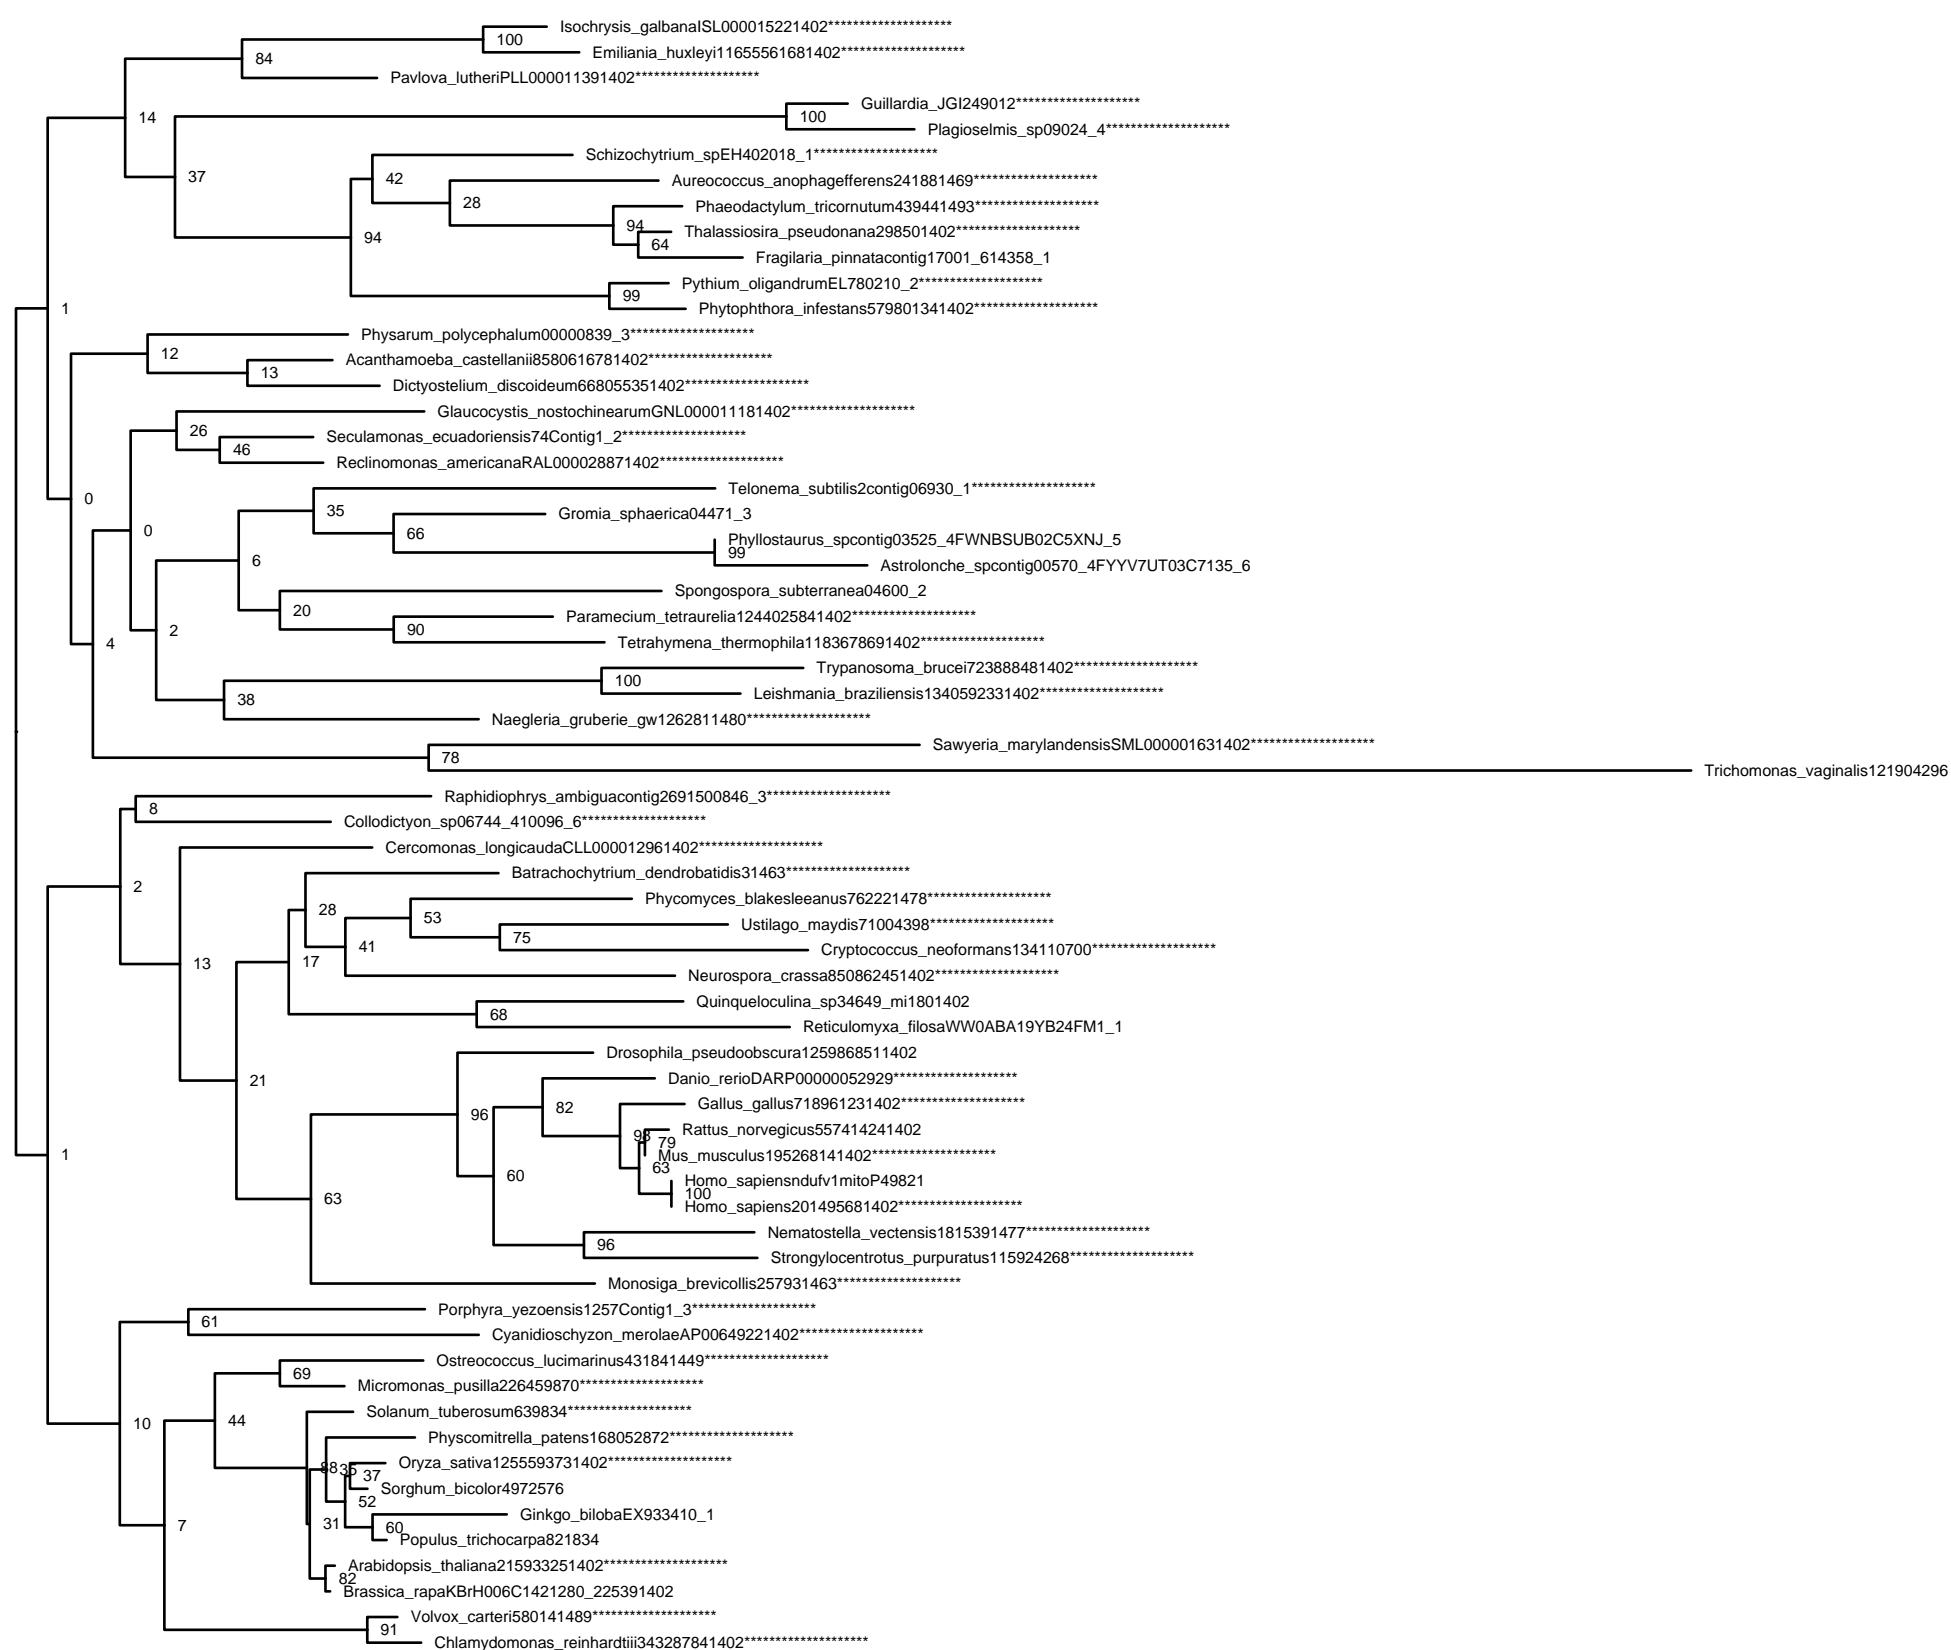 Isochrysis_galbanaISL000015221402********************
100
Emiliania_huxleyi11655561681402********************
84
Pavlova_lutheriPLL000011391402********************
Guillardia_JGI249012********************
14
100
Plagioselmis_sp09024_4********************
Schizochytrium_spEH402018_1********************
37
42
Aureococcus_anophagefferens241881469********************
28
Phaeodactylum_tricornutum439441493********************
94
Thalassiosira_pseudonana298501402********************
94
64
Fragilaria_pinnatacontig17001_614358_1
Pythium_oligandrumEL780210_2********************
99
1
Phytophthora_infestans579801341402********************
Physarum_polycephalum00000839_3********************
12
Acanthamoeba_castellanii8580616781402********************
13
Dictyostelium_discoideum668055351402********************
Glaucocystis_nostochinearumGNL000011181402********************
26
Seculamonas_ecuadoriensis74Contig1_2********************
46
Reclinomonas_americanaRAL000028871402********************
Telonema_subtilis2contig06930_1********************
0
35
Gromia_sphaerica04471_3
0
66
Phyllostaurus_spcontig03525_4FWNBSUB02C5XNJ_5
99
6
Astrolonche_spcontig00570_4FYYV7UT03C7135_6
Spongospora_subterranea04600_2
20
Paramecium_tetraurelia1244025841402********************
2
90
4
Tetrahymena_thermophila1183678691402********************
Trypanosoma_brucei723888481402********************
100
Leishmania_braziliensis1340592331402********************
38
Naegleria_gruberie_gw1262811480********************
Sawyeria_marylandensisSML000001631402********************
78
Trichomonas_vaginalis121904296
Raphidiophrys_ambiguacontig2691500846_3********************
8
Collodictyon_sp06744_410096_6********************
Cercomonas_longicaudaCLL000012961402********************
2
Batrachochytrium_dendrobatidis31463********************
Phycomyces_blakesleeanus762221478********************
28
53
Ustilago_maydis71004398********************
75
41
Cryptococcus_neoformans134110700********************
13
17
Neurospora_crassa850862451402********************
Quinqueloculina_sp34649_mi1801402
68
Reticulomyxa_filosaWW0ABA19YB24FM1_1
Drosophila_pseudoobscura1259868511402
21
Danio_rerioDARP00000052929********************
82
Gallus_gallus718961231402********************
96
Rattus_norvegicus557414241402
98
79
Mus_musculus195268141402********************
1
63
60
Homo_sapiensndufv1mitoP49821
100
63
Homo_sapiens201495681402********************
Nematostella_vectensis1815391477********************
96
Strongylocentrotus_purpuratus115924268********************
Monosiga_brevicollis257931463********************
Porphyra_yezoensis1257Contig1_3********************
61
Cyanidioschyzon_merolaeAP00649221402********************
Ostreococcus_lucimarinus431841449********************
69
Micromonas_pusilla226459870********************
Solanum_tuberosum639834********************
10
44
Physcomitrella_patens168052872********************
Oryza_sativa1255593731402********************
88
35
37
Sorghum_bicolor4972576
52
Ginkgo_bilobaEX933410_1
7
31
60
Populus_trichocarpa821834
Arabidopsis_thaliana215933251402********************
82
Brassica_rapaKBrH006C1421280_225391402
Volvox_carteri580141489********************
91
Chlamydomonas_reinhardtiii343287841402********************